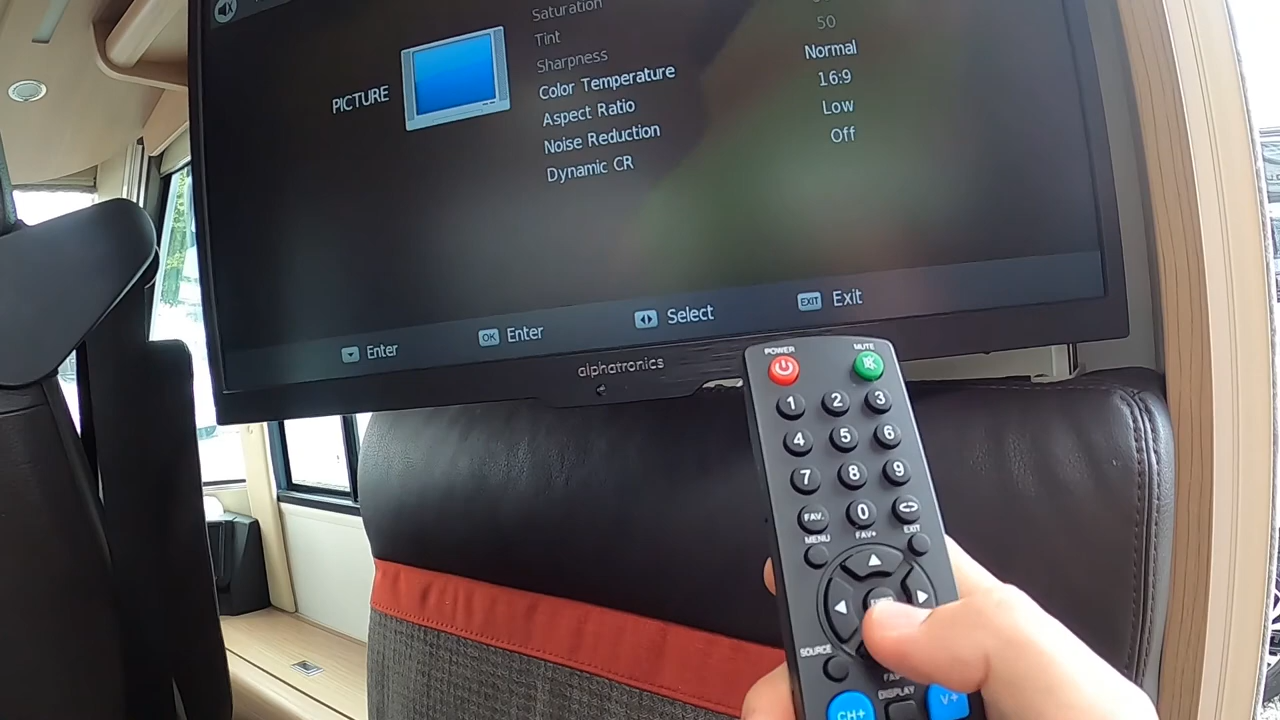 Saturation
Tint 50
Sharpness
Color Temperature Normal
Aspect Ratio 16:9
Noise Reduction Low
Dynamic CR Off
PICTURE
Enter OK Enter Select EXIT Exit
alphatronics
POWER MUTE
1 2 3
4 5 6
7 8 9
FAV. 0
MENU FAV+ EXIT
SOURCE
DISPLAY
CH+ V+